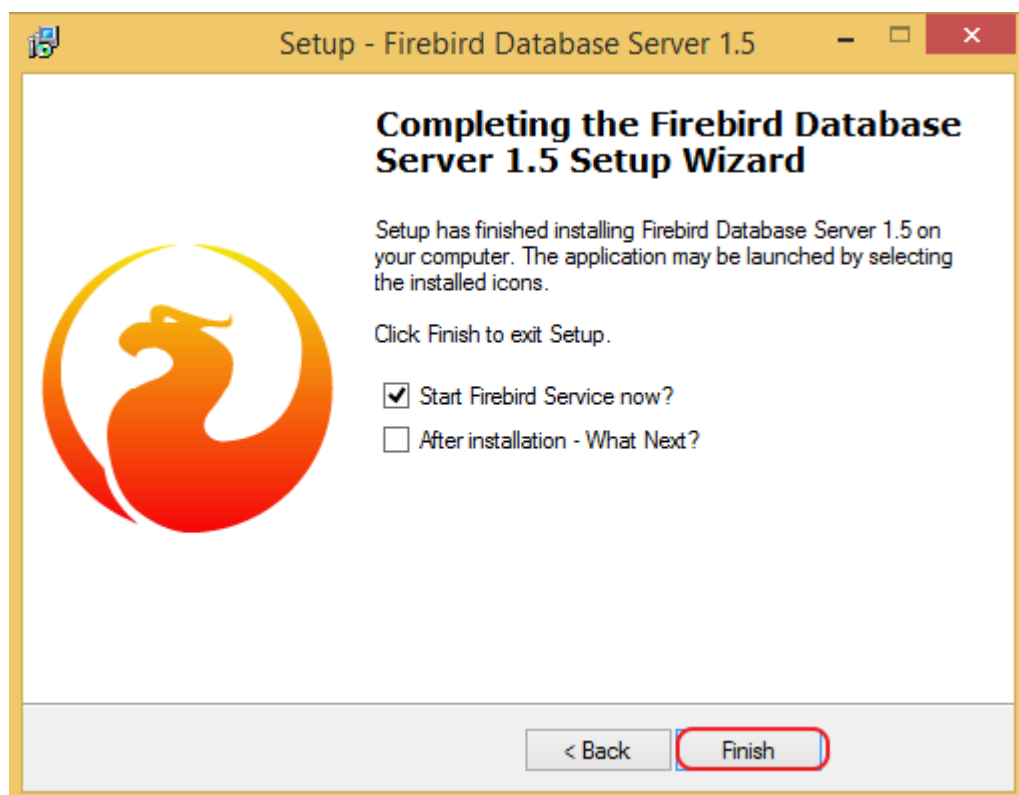 Setup - Firebird Database Server 1.5
Completing the Firebird Database
Server 1.5 Setup Wizard
Setup has finished installing Firebird Database Server 1.5 on
your computer. The application may be launched by selecting
the installed icons.
Click Finish to exit Setup.
Start Firebird Service now?
After installation - What Next?
< Back
Finish